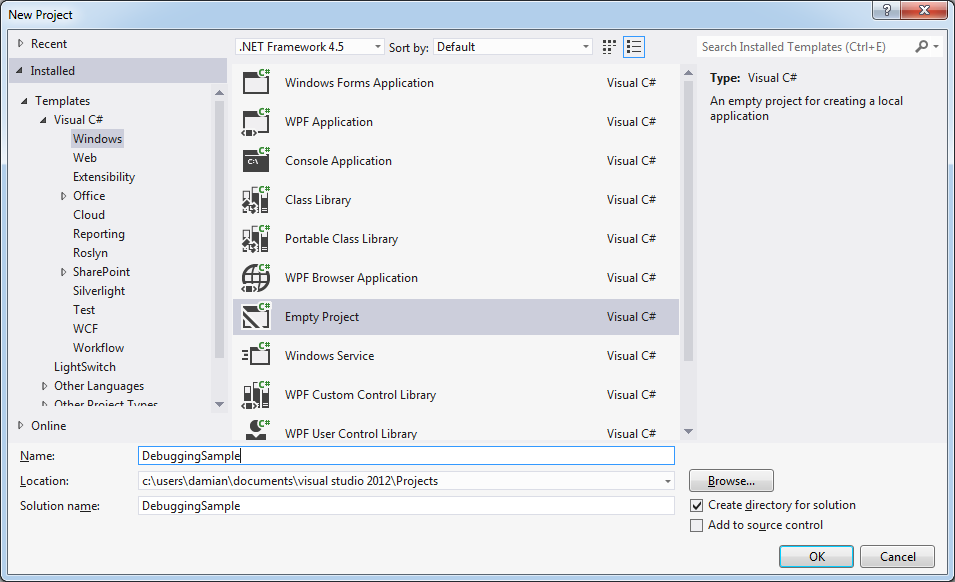 New Project
?
Recent
Installed
Templates
Visual C#
Windows
Web
Extensibility
Office
Cloud
Reporting
Roslyn
SharePoint
Silverlight
Test
WCF
Workflow
LightSwitch
Other Languages
Other Project Types
Online
.NET Framework 4.5
Sort by: Default
C# Windows Forms Application Visual C#
C# WPF Application Visual C#
C# C:\ Console Application Visual C#
C# Class Library Visual C#
C# Portable Class Library Visual C#
C# WPF Browser Application Visual C#
C# Empty Project Visual C#
C# Windows Service Visual C#
C# WPF Custom Control Library Visual C#
C# WPF User Control Library Visual C#
Search Installed Templates (Ctrl+E)
Type: Visual C#
An empty project for creating a local
application
Name: DebuggingSample
Location: c:\users\damian\documents\visual studio 2012\Projects
Browse...
Solution name: DebuggingSample
Create directory for solution
Add to source control
OK Cancel